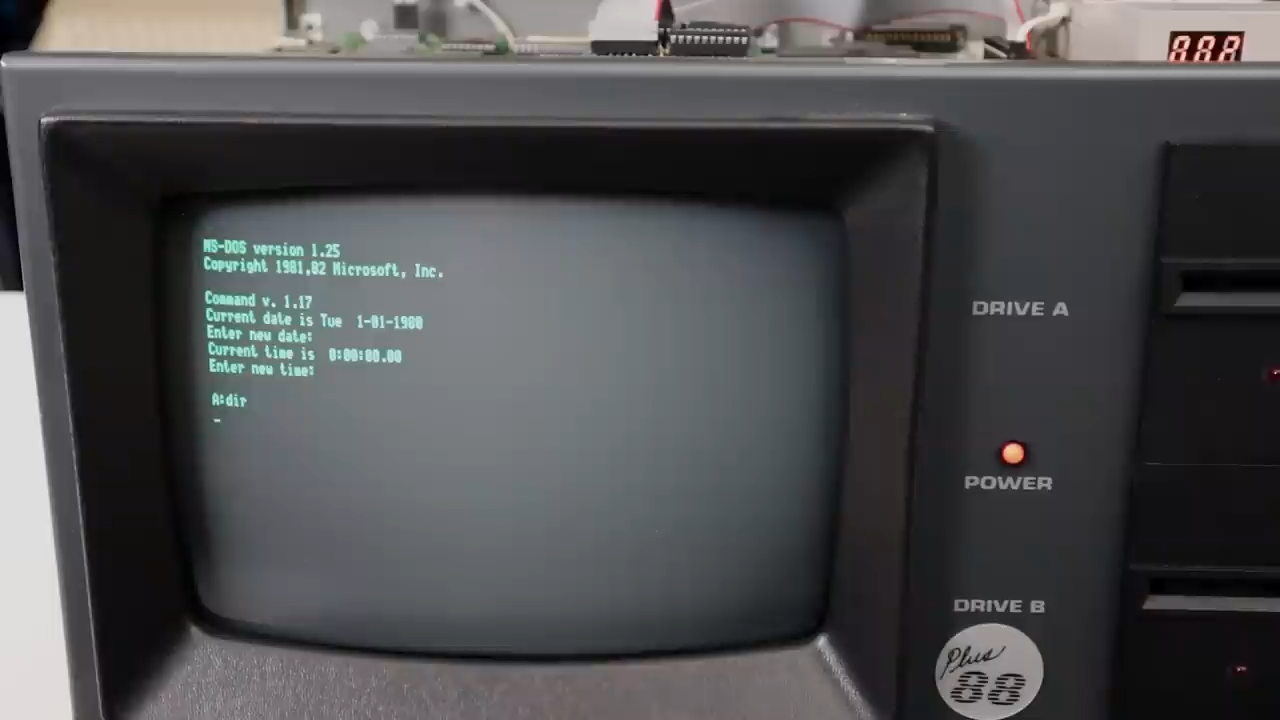 888
MS-DOS version 1.25
Copyright 1981,82 Microsoft, Inc.
Command v. 1.17
Current date is Tue  1-01-1980
Enter new date:
Current time is  0:00:00.00
Enter new time:
A:dir
DRIVE A
POWER
DRIVE B
Plus
88